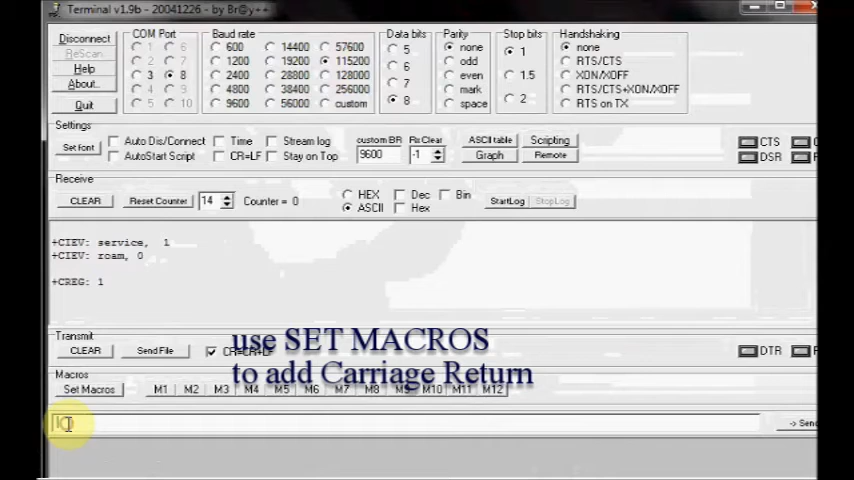 Terminal v1.9b - 20041226 - by Br@y++
Disconnect
ReScan
Help
About..
Quit
COM Port
1 6
2 7
3 8
4 9
5 10
Baud rate
600 14400 57600
1200 19200 115200
2400 28800 128000
4800 38400 256000
9600 56000 custom
Data bits
5
6
7
8
Parity
none
odd
even
mark
space
Stop bits
1
1.5
2
Handshaking
none
RTS/CTS
XON/XOFF
RTS/CTS+XON/XOFF
RTS on TX
Settings
Set font
Auto Dis/Connect Time Stream log
AutoStart Script CR=LF Stay on Top
custom BR Rx Clear
9600 -1
ASCII table Scripting
Graph Remote
CTS
DSR
Receive
CLEAR Reset Counter 14 Counter = 0
HEX Dec Bin
ASCII Hex
StartLog StopLog
+CIEV: service, 1
+CIEV: roam, 0
+CREG: 1
Transmit
CLEAR Send File CR=CR+LF
DTR
use SET MACROS
to add Carriage Return
Macros
Set Macros M1 M2 M3 M4 M5 M6 M7 M8 M9 M10 M11 M12
-> Send